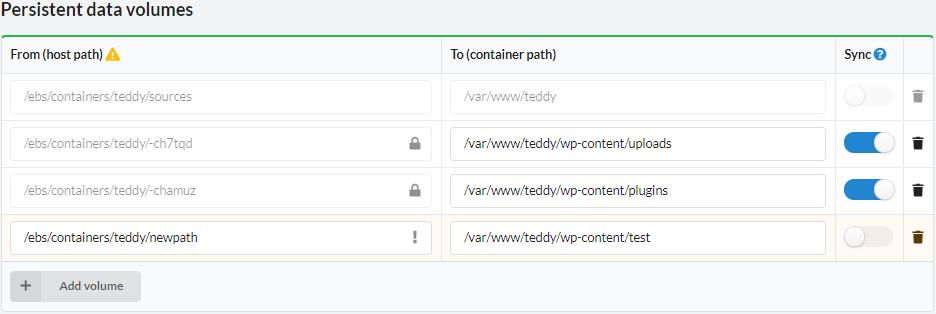 Persistent data volumes
From (host path) To (container path) Sync
/ebs/containers/teddy/sources /var/www/teddy
/ebs/containers/teddy/-ch7tqd /var/www/teddy/wp-content/uploads
/ebs/containers/teddy/-chamuz /var/www/teddy/wp-content/plugins
/ebs/containers/teddy/newpath /var/www/teddy/wp-content/test
+ Add volume